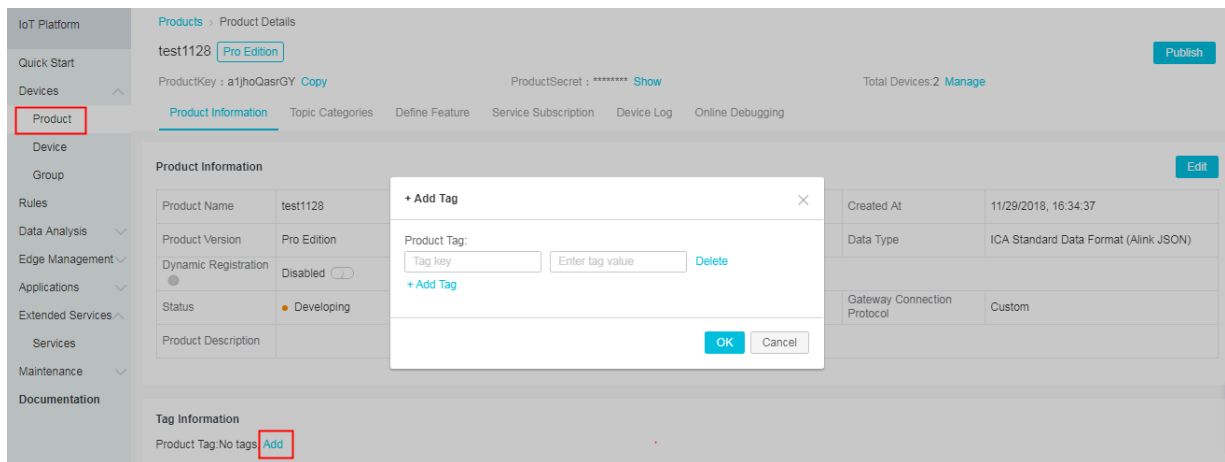 IoT Platform
Quick Start
Devices
Product
Device
Group
Rules
Data Analysis
Edge Management
Applications
Extended Services
Services
Maintenance
Documentation
Products > Product Details
test1128 Pro Edition
Publish
ProductKey : a1jhoQasrGY Copy
ProductSecret : ******** Show
Total Devices:2 Manage
Product Information Topic Categories Define Feature Service Subscription Device Log Online Debugging
Product Information
Edit
Product Name test1128
Created At 11/29/2018, 16:34:37
Product Version Pro Edition
Data Type ICA Standard Data Format (Alink JSON)
Dynamic Registration Disabled
Status Developing
Gateway Connection
Protocol
Custom
Product Description
+ Add Tag
Product Tag:
Tag key Enter tag value Delete
+ Add Tag
OK Cancel
Tag Information
Product Tag:No tags Add